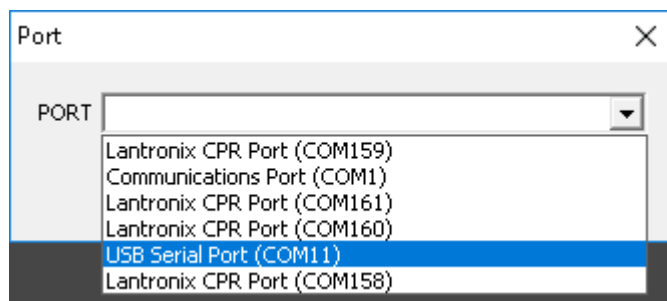 Port
PORT
Lantronix CPR Port (COM159)
Communications Port (COM1)
Lantronix CPR Port (COM161)
Lantronix CPR Port (COM160)
USB Serial Port (COM11)
Lantronix CPR Port (COM158)